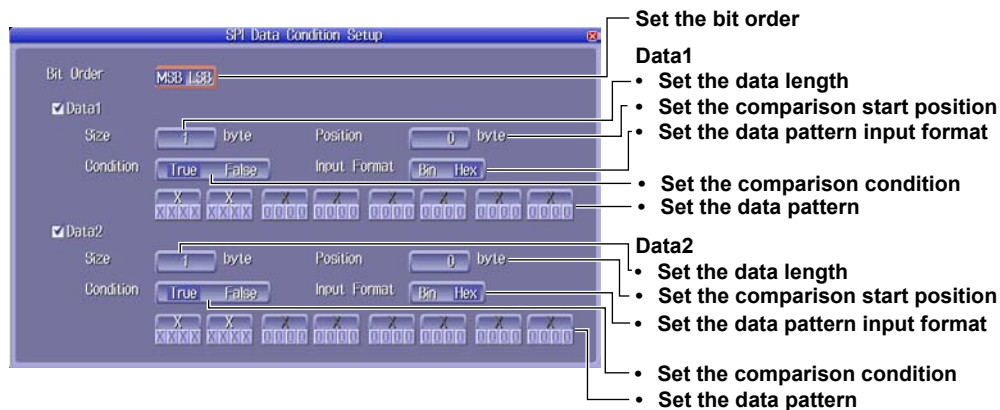 Set the bit order
SPI Data Condition Setup
Data1
Bit Order MSB LSB
• Set the data length
• Set the comparison start position
Data1
• Set the data pattern input format
Size 1 byte Position 0 byte
Condition True False Input Format Bin Hex
• Set the comparison condition
X X X X X X X X
XXXX XXXX 0000 0000 0000 0000 0000 0000
• Set the data pattern
Data2
Data2
Size 1 byte Position 0 byte
• Set the data length
Condition True False Input Format Bin Hex
• Set the comparison start position
• Set the data pattern input format
X X X X X X X X
XXXX XXXX 0000 0000 0000 0000 0000 0000
• Set the comparison condition
• Set the data pattern